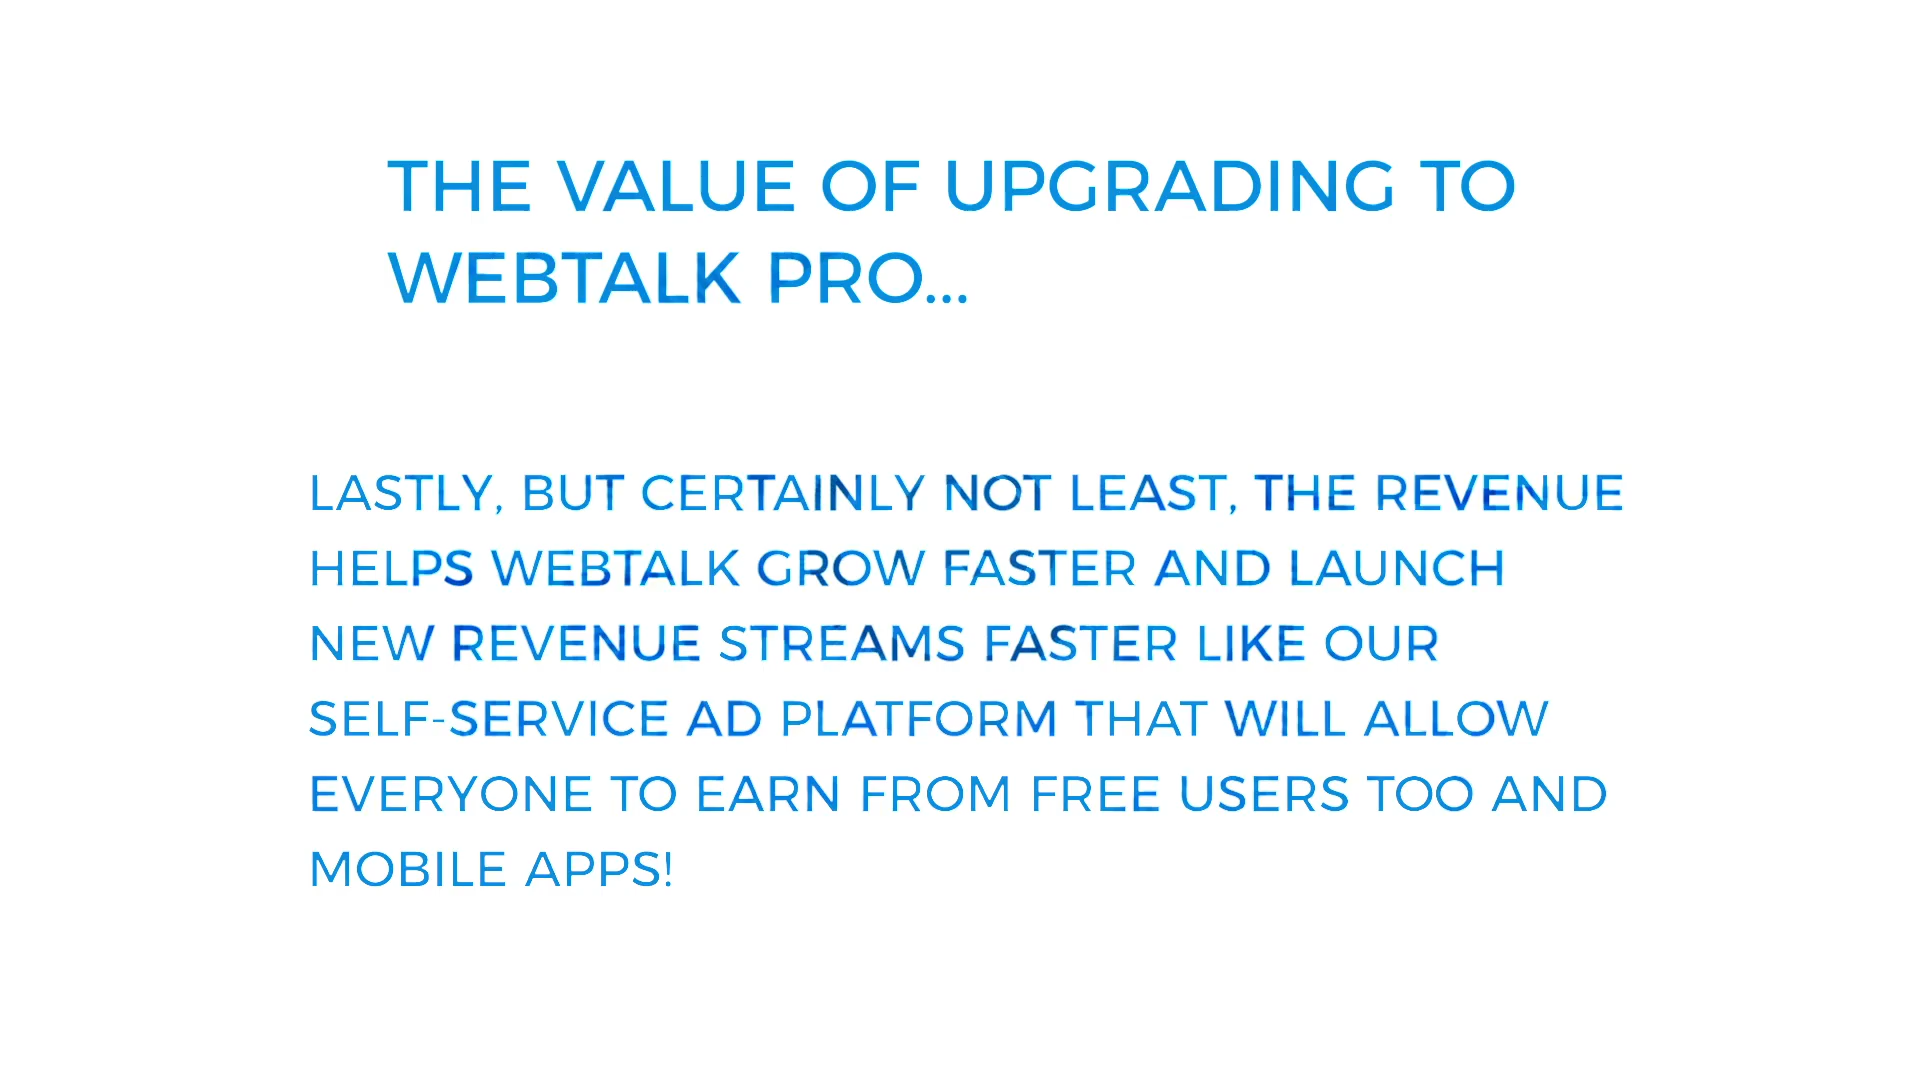 THE VALUE OF UPGRADING TO
WEBTALK PRO...
LASTLY, BUT CERTAINLY NOT LEAST, THE REVENUE
HELPS WEBTALK GROW FASTER AND LAUNCH
NEW REVENUE STREAMS FASTER LIKE OUR
SELF-SERVICE AD PLATFORM THAT WILL ALLOW
EVERYONE TO EARN FROM FREE USERS TOO AND
MOBILE APPS!